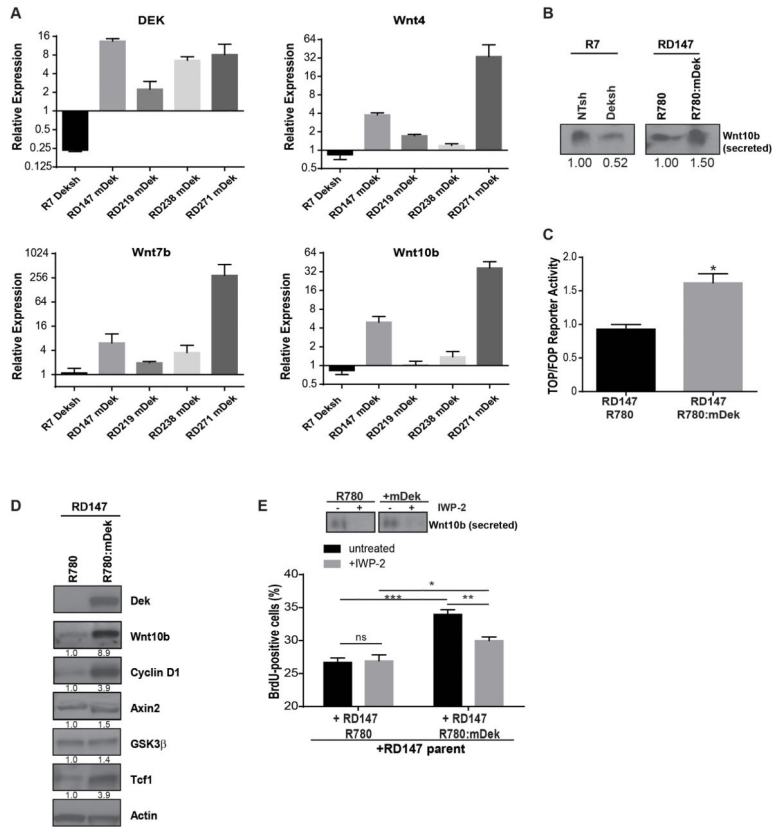 A
DEK
Relative Expression
16
8
4
2
1
0.5
0.25
0.125
R7 Deksh
RD147 mDek
RD219 mDek
RD238 mDek
RD271 mDek
Wnt4
Relative Expression
64
32
16
8
4
2
1
0.5
R7 Deksh
RD147 mDek
RD219 mDek
RD238 mDek
RD271 mDek
Wnt7b
Relative Expression
1024
256
64
16
4
1
R7 Deksh
RD147 mDek
RD219 mDek
RD238 mDek
RD271 mDek
Wnt10b
Relative Expression
64
32
16
8
4
2
1
0.5
R7 Deksh
RD147 mDek
RD219 mDek
RD238 mDek
RD271 mDek
B
R7 RD147
NTsh Deksh R780 R780:mDek
Wnt10b
(secreted)
1.00 0.52 1.00 1.50
C
TOP/FOP Reporter Activity
2.0
1.5
1.0
0.5
0.0
*
RD147 RD147
R780 R780:mDek
D
RD147
R780 R780:mDek
Dek
Wnt10b
1.0 8.9
Cyclin D1
1.0 3.9
Axin2
1.0 1.5
GSK3β
1.0 1.4
Tcf1
1.0 3.9
Actin
E
R780 +mDek
- + - + IWP-2
Wnt10b (secreted)
untreated
+IWP-2
BrdU-positive cells (%)
40
35
30
25
20
*
*** **
ns
+ RD147 + RD147
R780 R780:mDek
+RD147 parent